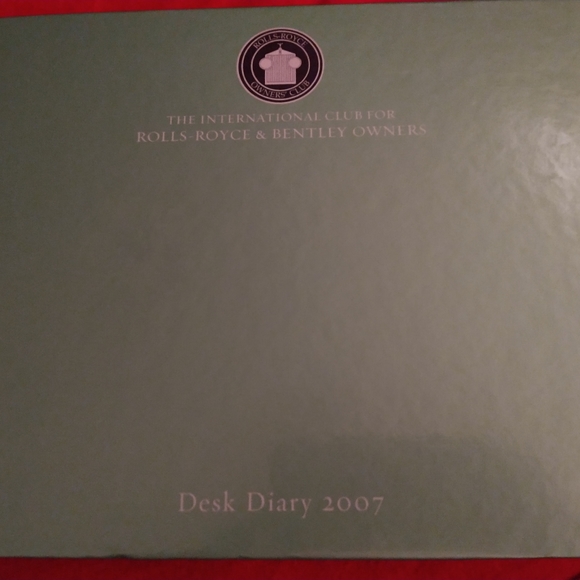 ROLLS-ROYCE
OWNERS' CLUB
THE INTERNATIONAL CLUB FOR
ROLLS-ROYCE & BENTLEY OWNERS
Desk Diary 2007